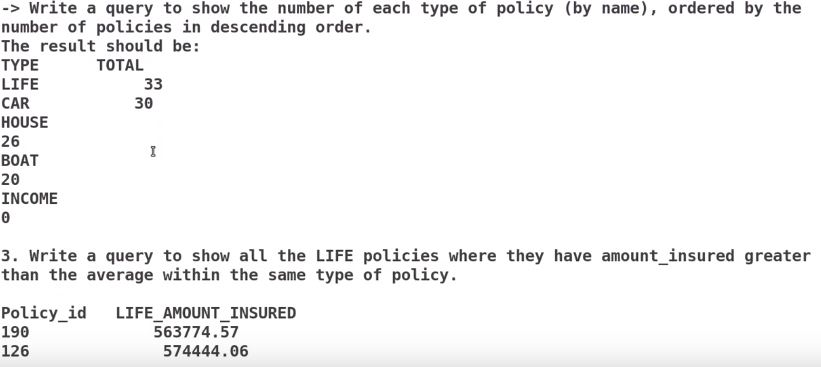 -> Write a query to show the number of each type of policy (by name), ordered by the
number of policies in descending order.
The result should be:
TYPE TOTAL
LIFE 33
CAR 30
HOUSE
26
BOAT
20
INCOME
0
3. Write a query to show all the LIFE policies where they have amount_insured greater
than the average within the same type of policy.
Policy_id LIFE_AMOUNT_INSURED
190 563774.57
126 574444.06